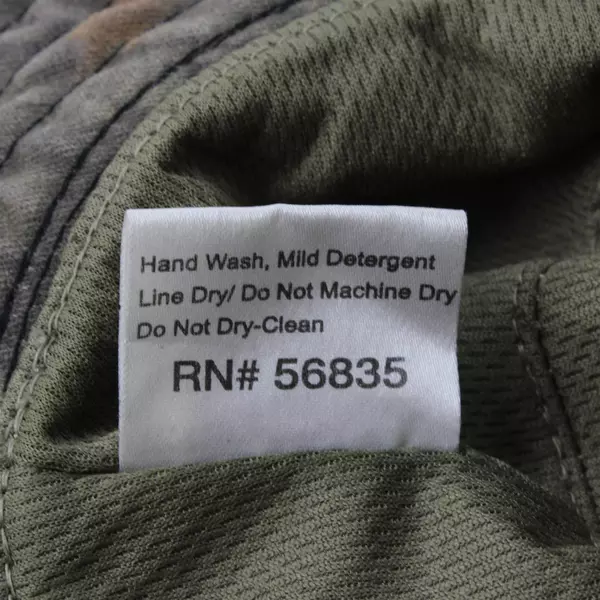 Hand Wash, Mild Detergent
Line Dry/ Do Not Machine Dry
Do Not Dry-Clean
RN# 56835